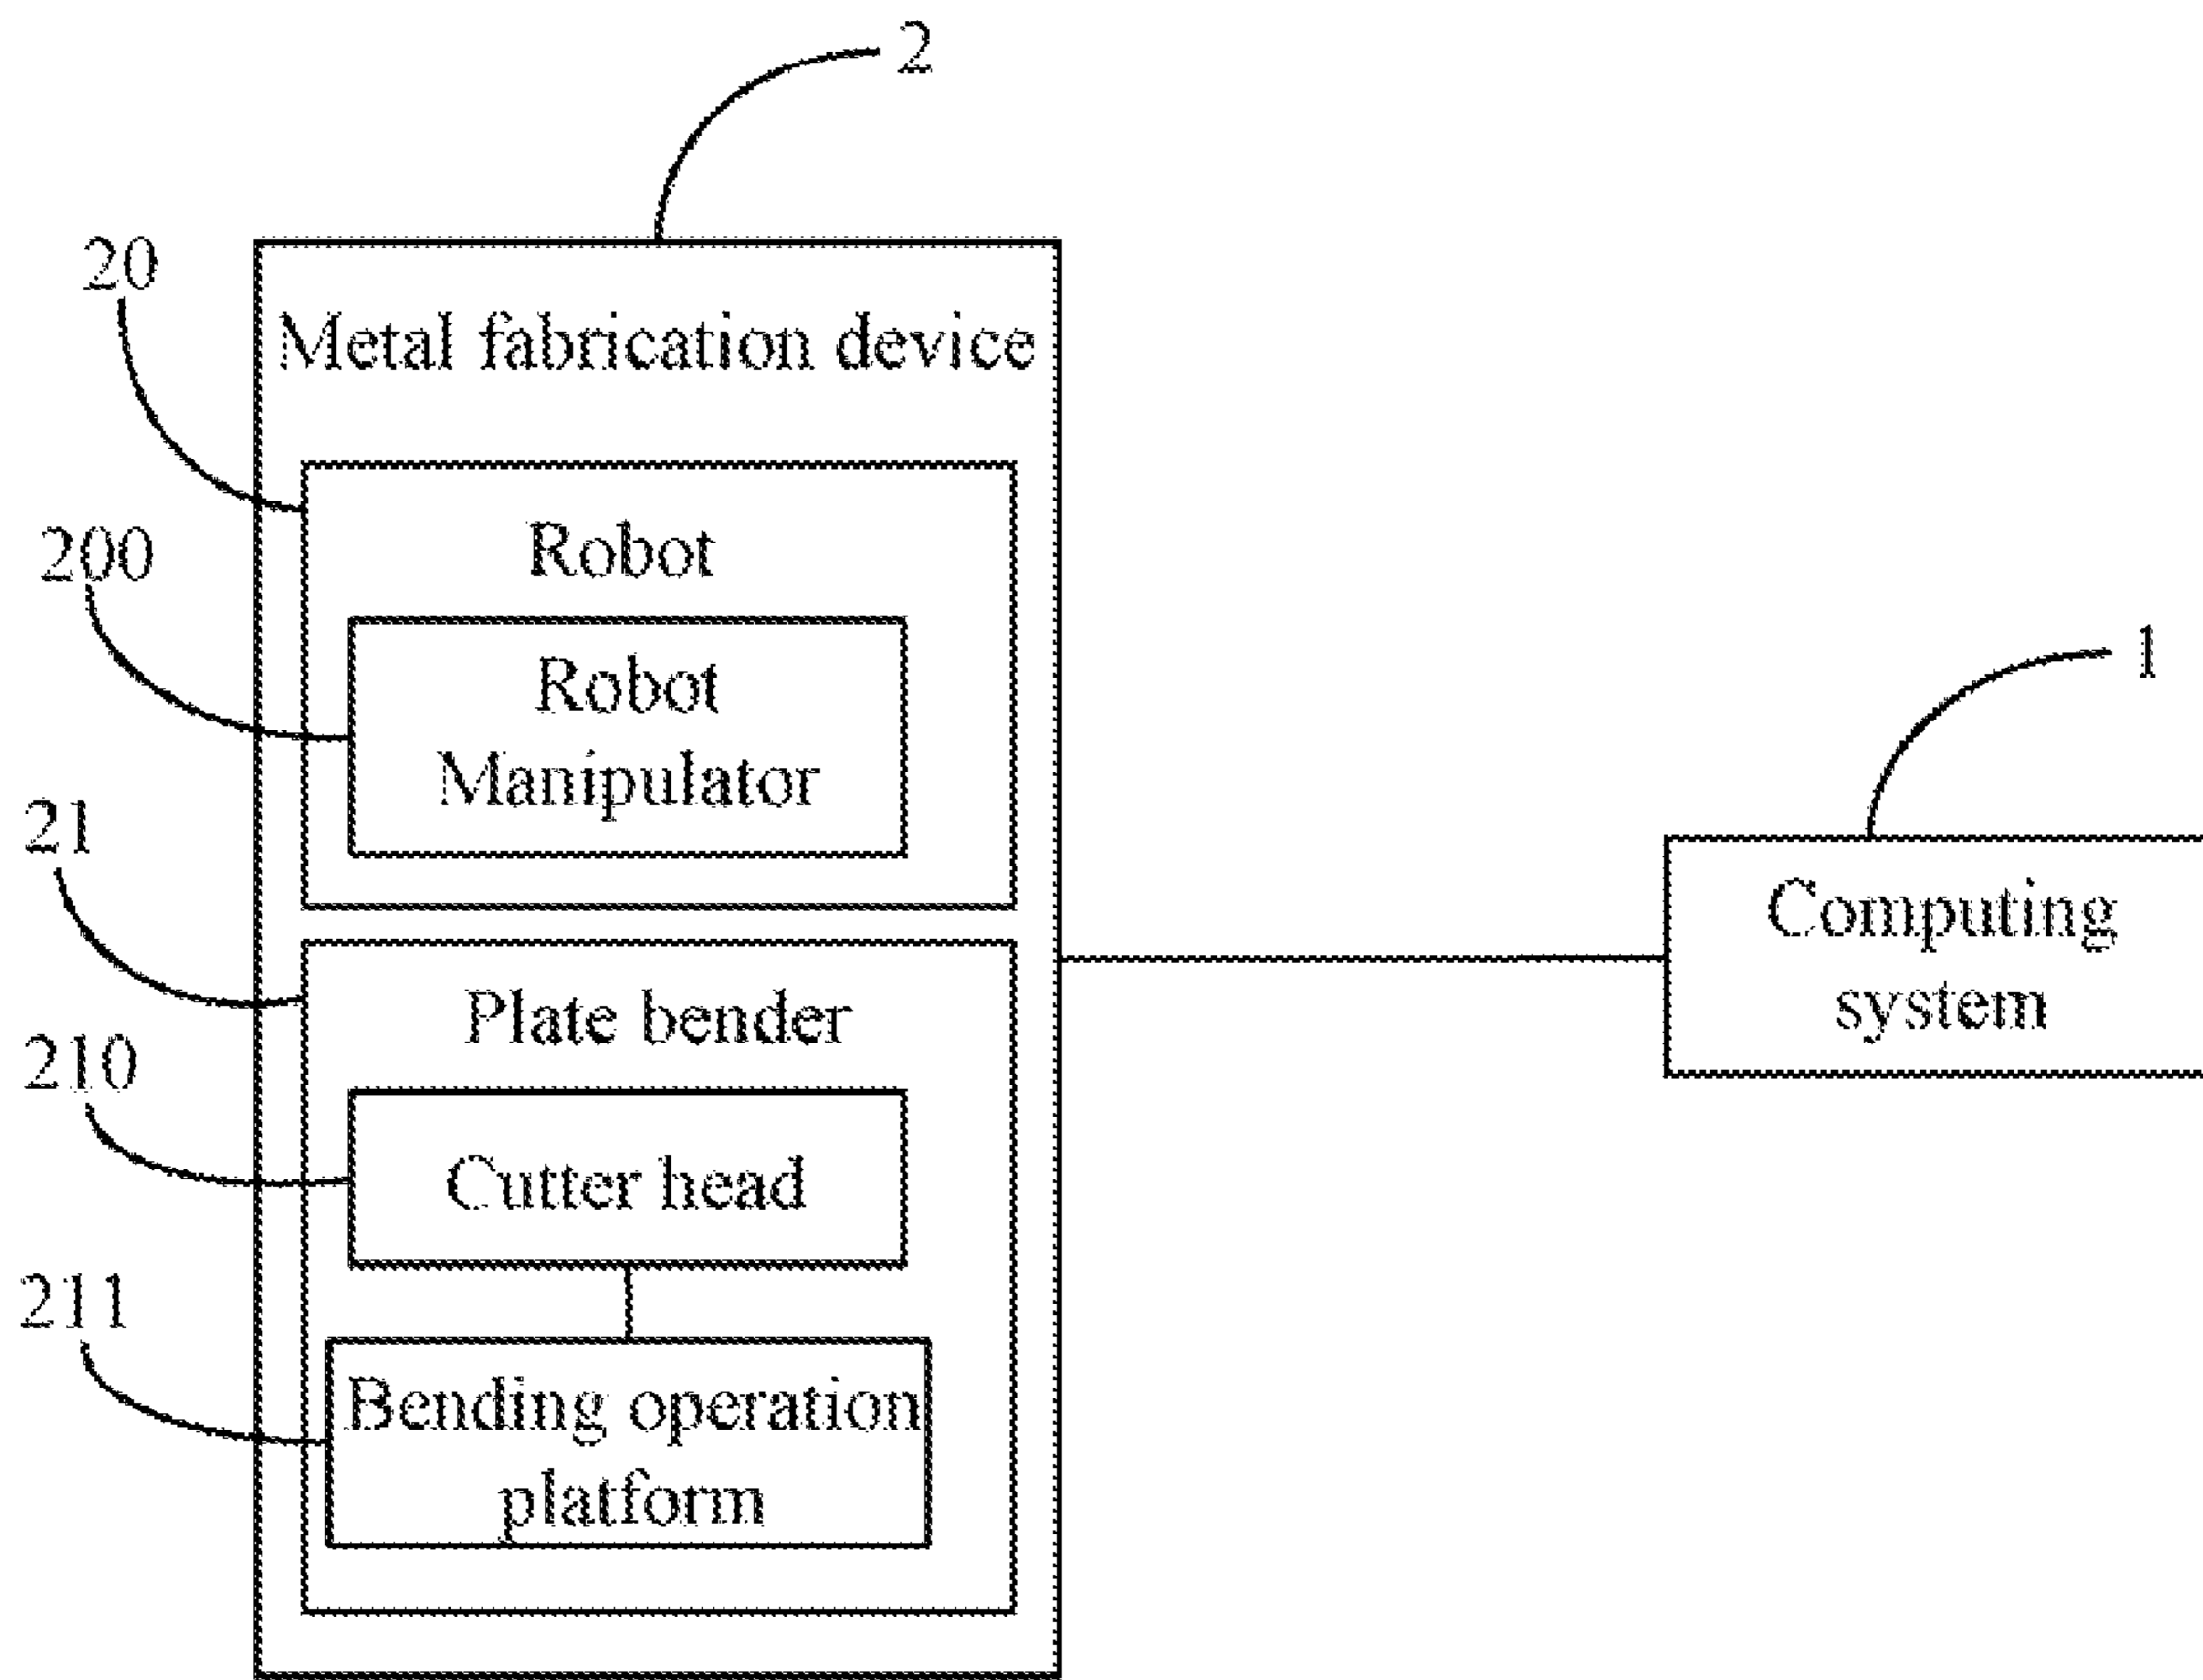 2
20
Metal fabrication device
Robot
200
Robot
Manipulator
1
21
Computing
system
Plate bender
210
Cutter head
211
Bending operation
platform